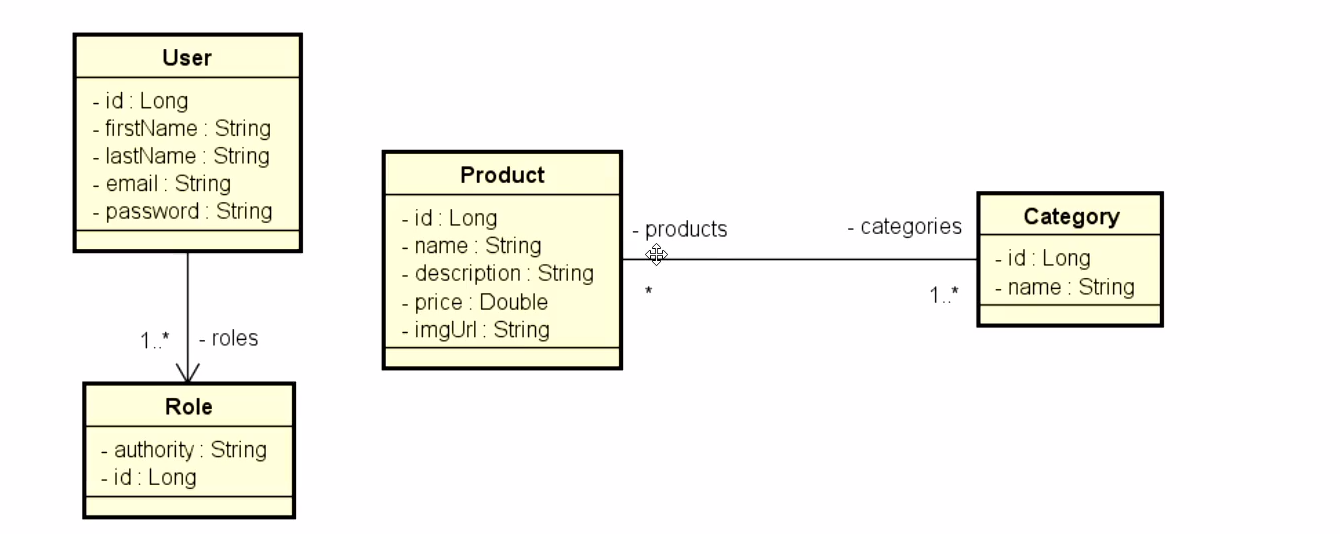 User
- id : Long
- firstName : String
- lastName : String
- email : String
- password : String
1..*
- roles
Role
- authority : String
- id : Long
Product
- id : Long
- name : String
- description : String
- price : Double
- imgUrl : String
- products
*
- categories
1..*
Category
- id : Long
- name : String